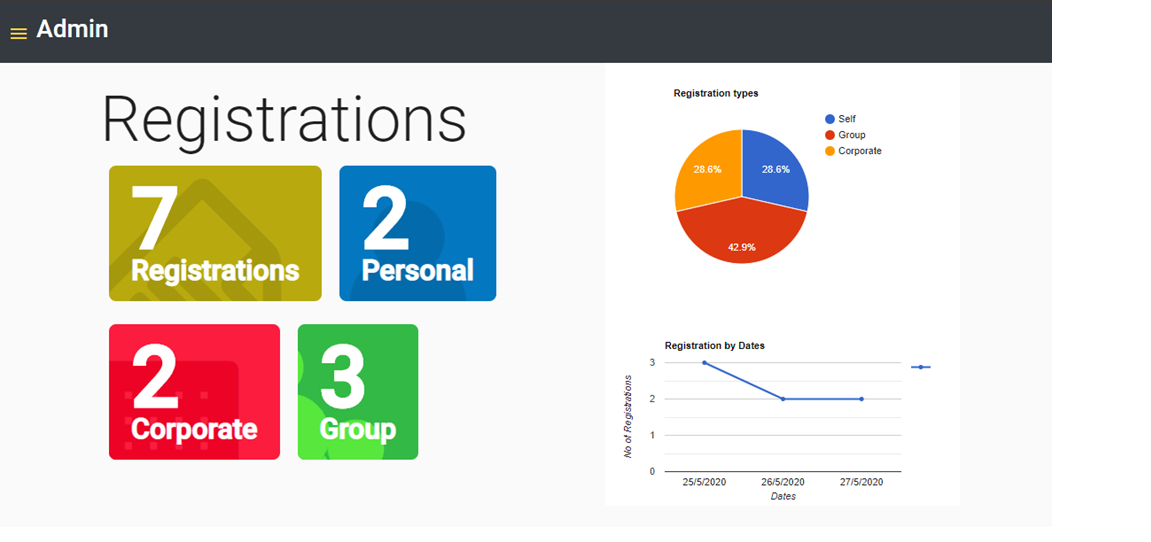 Admin
Registrations
7
Registrations
2
Personal
2
Corporate
3
Group
Registration types
Self
Group
Corporate
28.6%
28.6%
42.9%
Registration by Dates
3
2
1
0
No of Registrations
25/5/2020
26/5/2020
27/5/2020
Dates